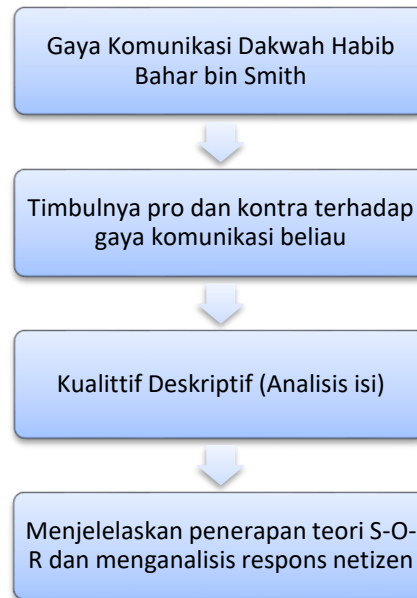 Gaya Komunikasi Dakwah Habib
Bahar bin Smith
Timbulnya pro dan kontra terhadap
gaya komunikasi beliau
Kualittif Deskriptif (Analisis isi)
Menjelelaskan penerapan teori S-O-
R dan menganalisis respons netizen